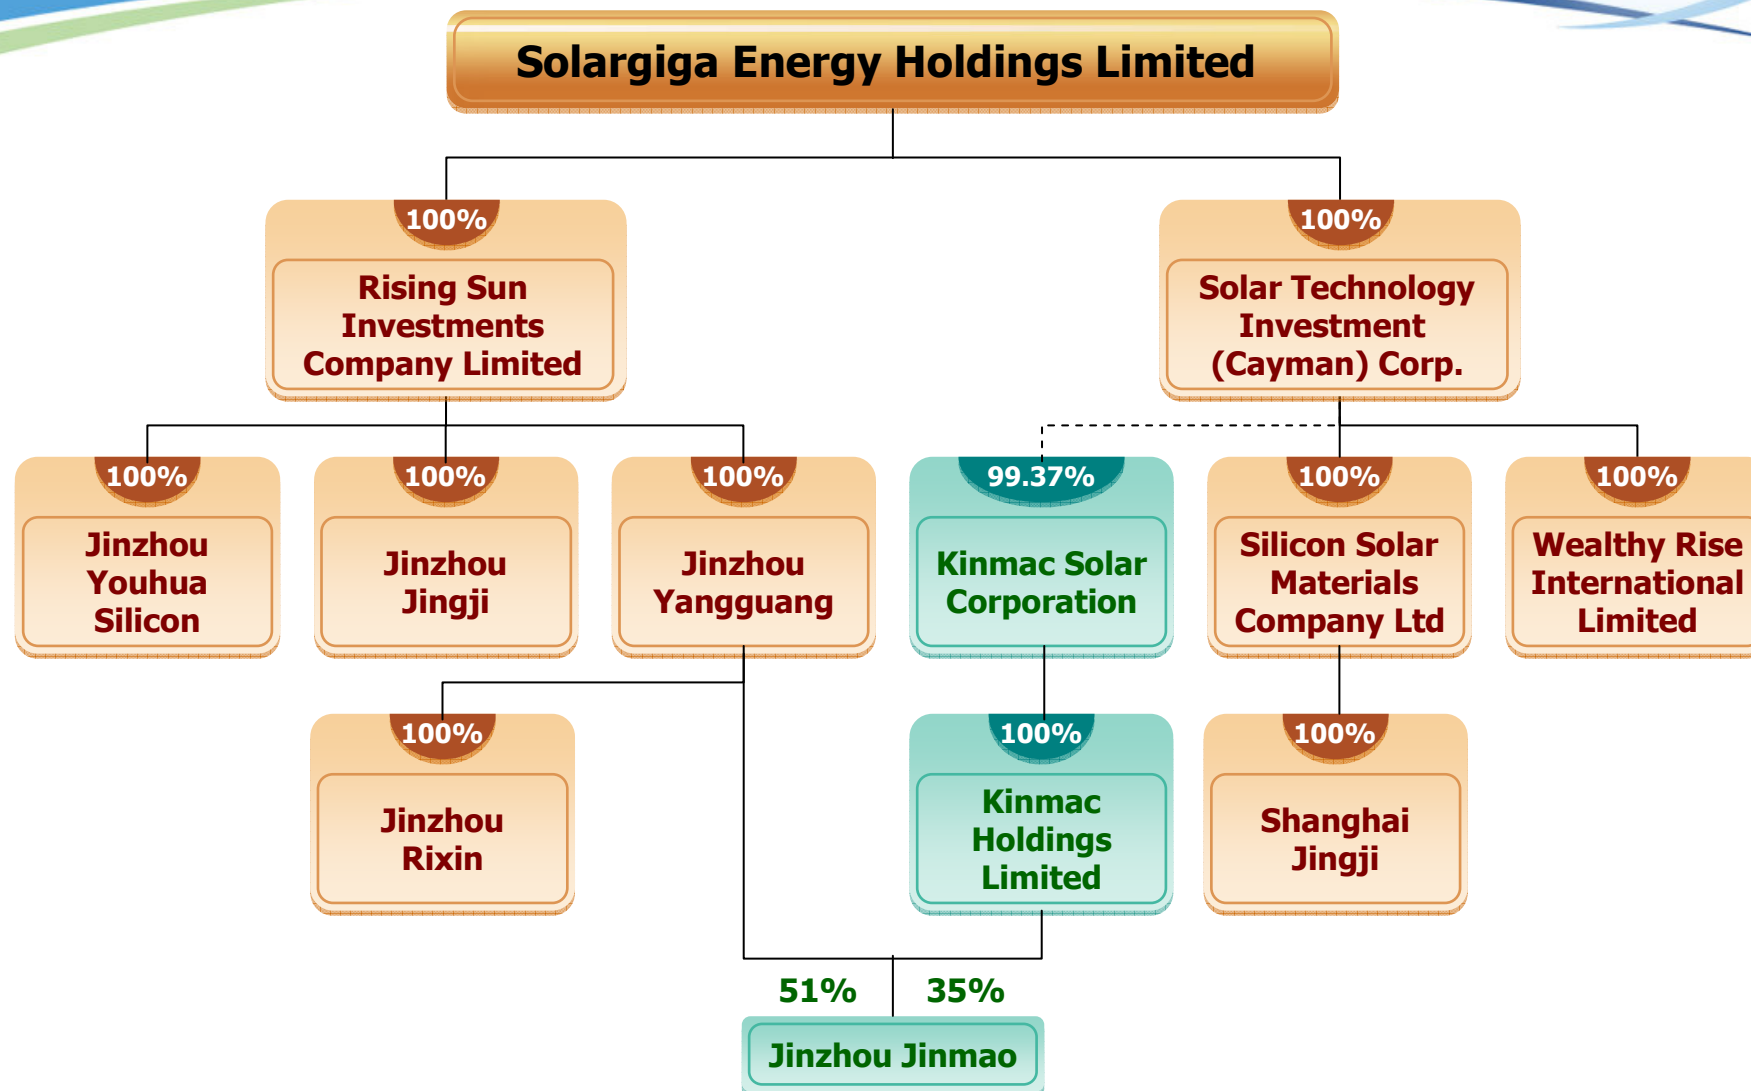 Solargiga Energy Holdings Limited
100%
Rising Sun
Investments
Company Limited
100%
Solar Technology
Investment
(Cayman) Corp.
100%
Jinzhou
Youhua
Silicon
100%
Jinzhou
Jingji
100%
Jinzhou
Yangguang
99.37%
Kinmac Solar
Corporation
100%
Silicon Solar
Materials
Company Ltd
100%
Wealthy Rise
International
Limited
100%
Jinzhou
Rixin
100%
Kinmac
Holdings
Limited
100%
Shanghai
Jingji
51%
35%
Jinzhou Jinmao